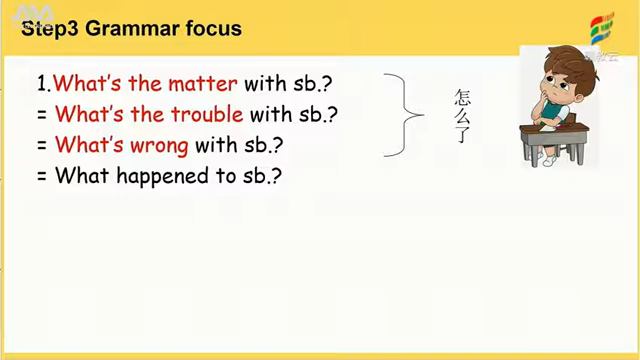 Step3 Grammar focus
1.What's the matter with sb.?
= What's the trouble with sb.?
= What's wrong with sb.?
= What happened to sb.?
怎么了